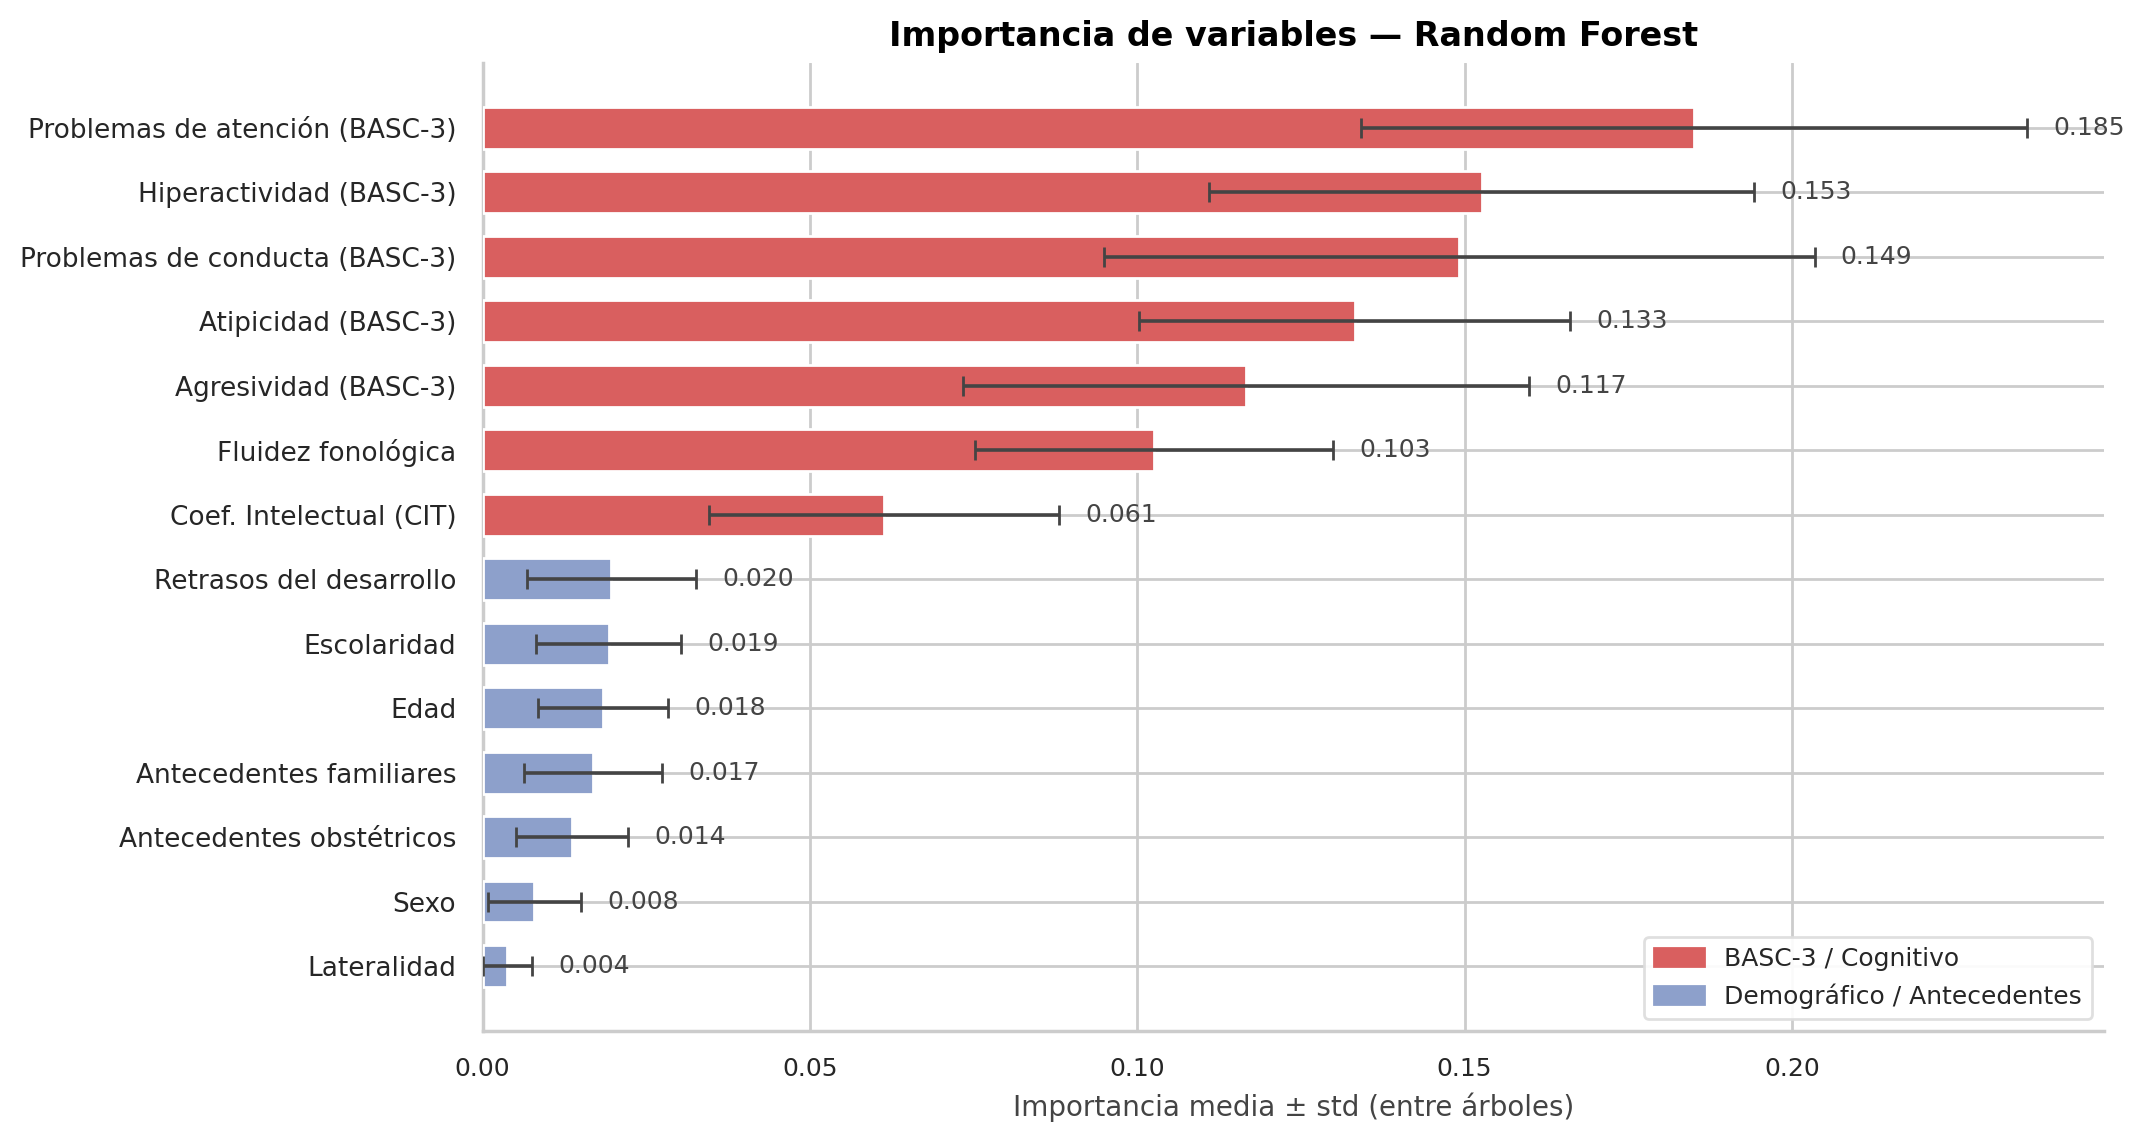 Importancia de variables — Random Forest
Problemas de atención (BASC-3) 0.185
Hiperactividad (BASC-3) 0.153
Problemas de conducta (BASC-3) 0.149
Atipicidad (BASC-3) 0.133
Agresividad (BASC-3) 0.117
Fluidez fonológica 0.103
Coef. Intelectual (CIT) 0.061
Retrasos del desarrollo 0.020
Escolaridad 0.019
Edad 0.018
Antecedentes familiares 0.017
Antecedentes obstétricos 0.014
Sexo 0.008
Lateralidad 0.004
BASC-3 / Cognitivo
Demográfico / Antecedentes
0.00 0.05 0.10 0.15 0.20
Importancia media ± std (entre árboles)